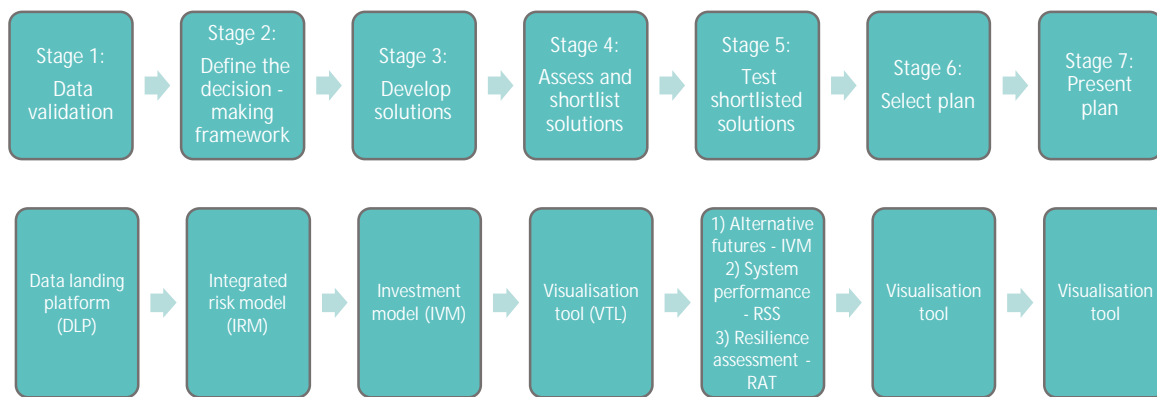 Stage 1:
Data
validation
Stage 2:
Define the
decision -
making
framework
Stage 3:
Develop
solutions
Stage 4:
Assess and
shortlist
solutions
Stage 5:
Test
shortlisted
solutions
Stage 6:
Select plan
Stage 7:
Present
plan
Data landing
platform
(DLP)
Integrated
risk model
(IRM)
Investment
model (IVM)
Visualisation
tool (VTL)
1) Alternative
futures - IVM
2) System
performance
- RSS
3) Resilience
assessment -
RAT
Visualisation
tool
Visualisation
tool